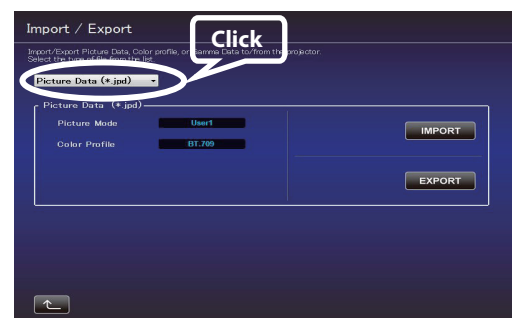 Import / Export
Click
Import/Export Picture Data, Color profile, or Gamma Data to/from the projector.
Select the type of file from the list.
Picture Data (*.jpd)
Picture Data (*.jpd)
Picture Mode User1
IMPORT
Color Profile BT.709
EXPORT